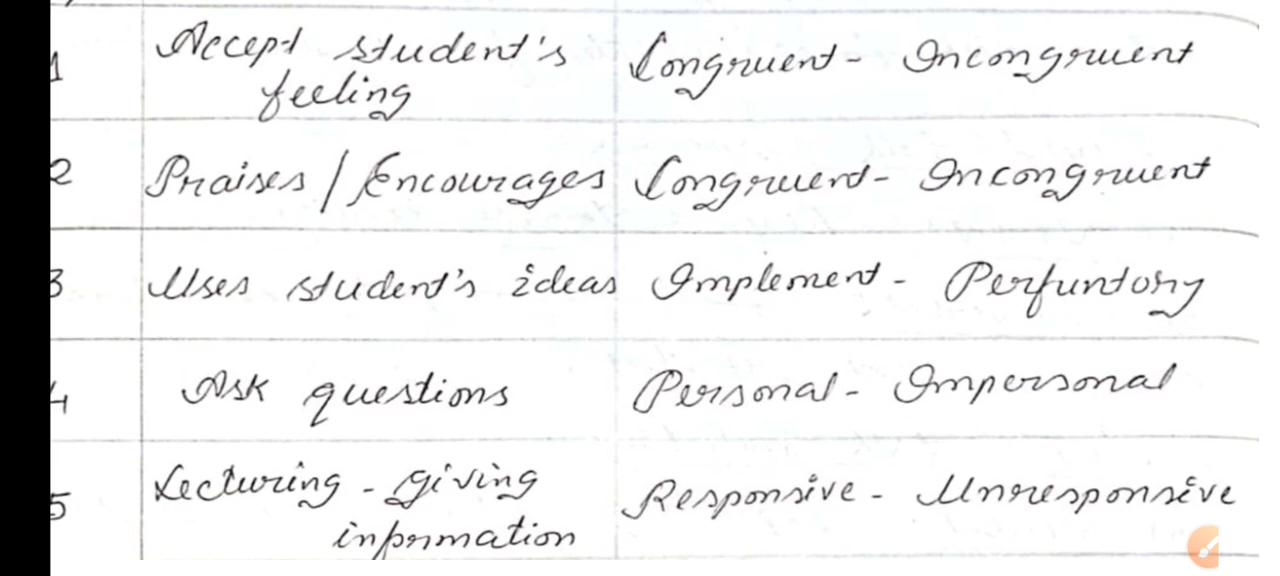 1 Accept student's Congruent - Incongruent
feeling
2 Praises / Encourages Congruent - Incongruent
3 Uses student's ideas Implement - Perfuntory
4 Ask questions Personal - Impersonal
5 Lecturing - giving Responsive - Unresponsive
information